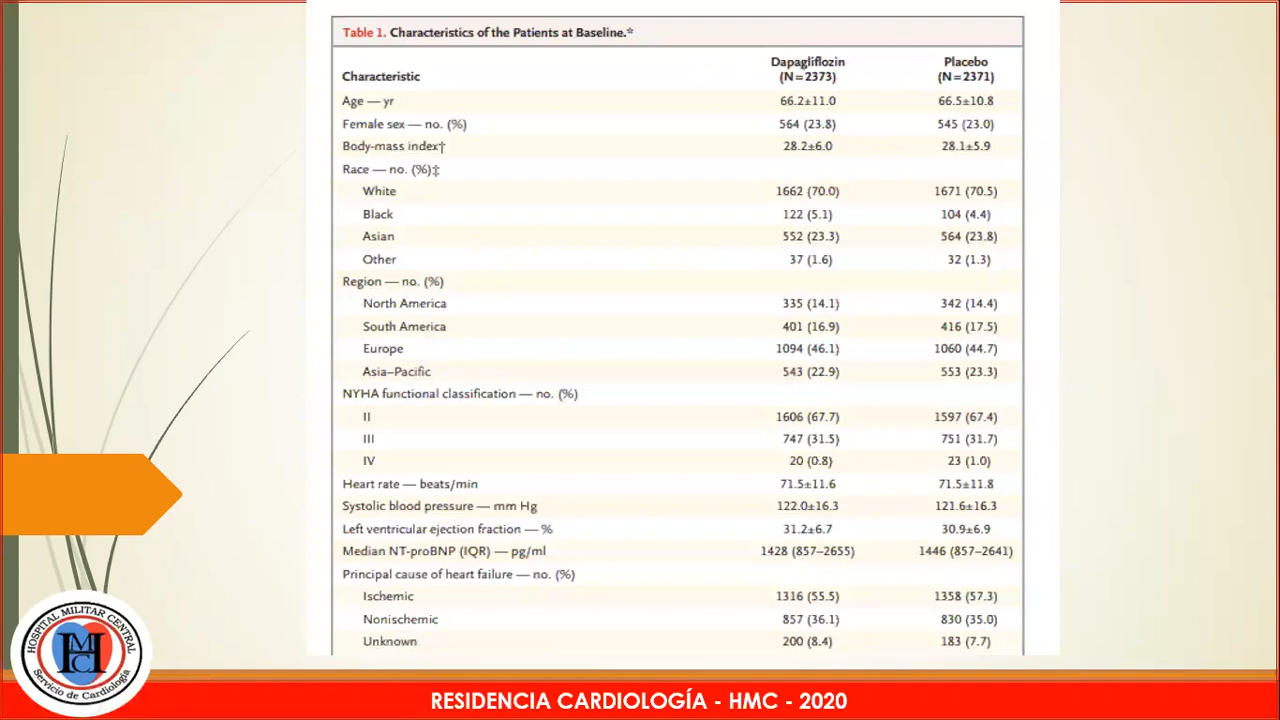 Table 1. Characteristics of the Patients at Baseline.*
Characteristic Dapagliflozin (N=2373) Placebo (N=2371)
Age — yr 66.2±11.0 66.5±10.8
Female sex — no. (%) 564 (23.8) 545 (23.0)
Body-mass index† 28.2±6.0 28.1±5.9
Race — no. (%)‡
White 1662 (70.0) 1671 (70.5)
Black 122 (5.1) 104 (4.4)
Asian 552 (23.3) 564 (23.8)
Other 37 (1.6) 32 (1.3)
Region — no. (%)
North America 335 (14.1) 342 (14.4)
South America 401 (16.9) 416 (17.5)
Europe 1094 (46.1) 1060 (44.7)
Asia–Pacific 543 (22.9) 553 (23.3)
NYHA functional classification — no. (%)
II 1606 (67.7) 1597 (67.4)
III 747 (31.5) 751 (31.7)
IV 20 (0.8) 23 (1.0)
Heart rate — beats/min 71.5±11.6 71.5±11.8
Systolic blood pressure — mm Hg 122.0±16.3 121.6±16.3
Left ventricular ejection fraction — % 31.2±6.7 30.9±6.9
Median NT-proBNP (IQR) — pg/ml 1428 (857–2655) 1446 (857–2641)
Principal cause of heart failure — no. (%)
Ischemic 1316 (55.5) 1358 (57.3)
Nonischemic 857 (36.1) 830 (35.0)
Unknown 200 (8.4) 183 (7.7)
HOSPITAL MILITAR CENTRAL
HMC
Servicio de Cardiología
RESIDENCIA CARDIOLOGÍA - HMC - 2020